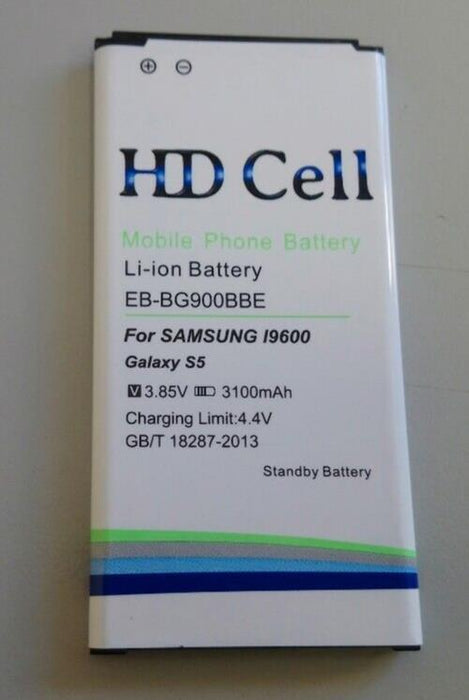 ⊕ ⊖
HD Cell
Mobile Phone Battery
Li-ion Battery
EB-BG900BBE
For SAMSUNG I9600
Galaxy S5
V 3.85V 3100mAh
Charging Limit:4.4V
GB/T 18287-2013
Standby Battery